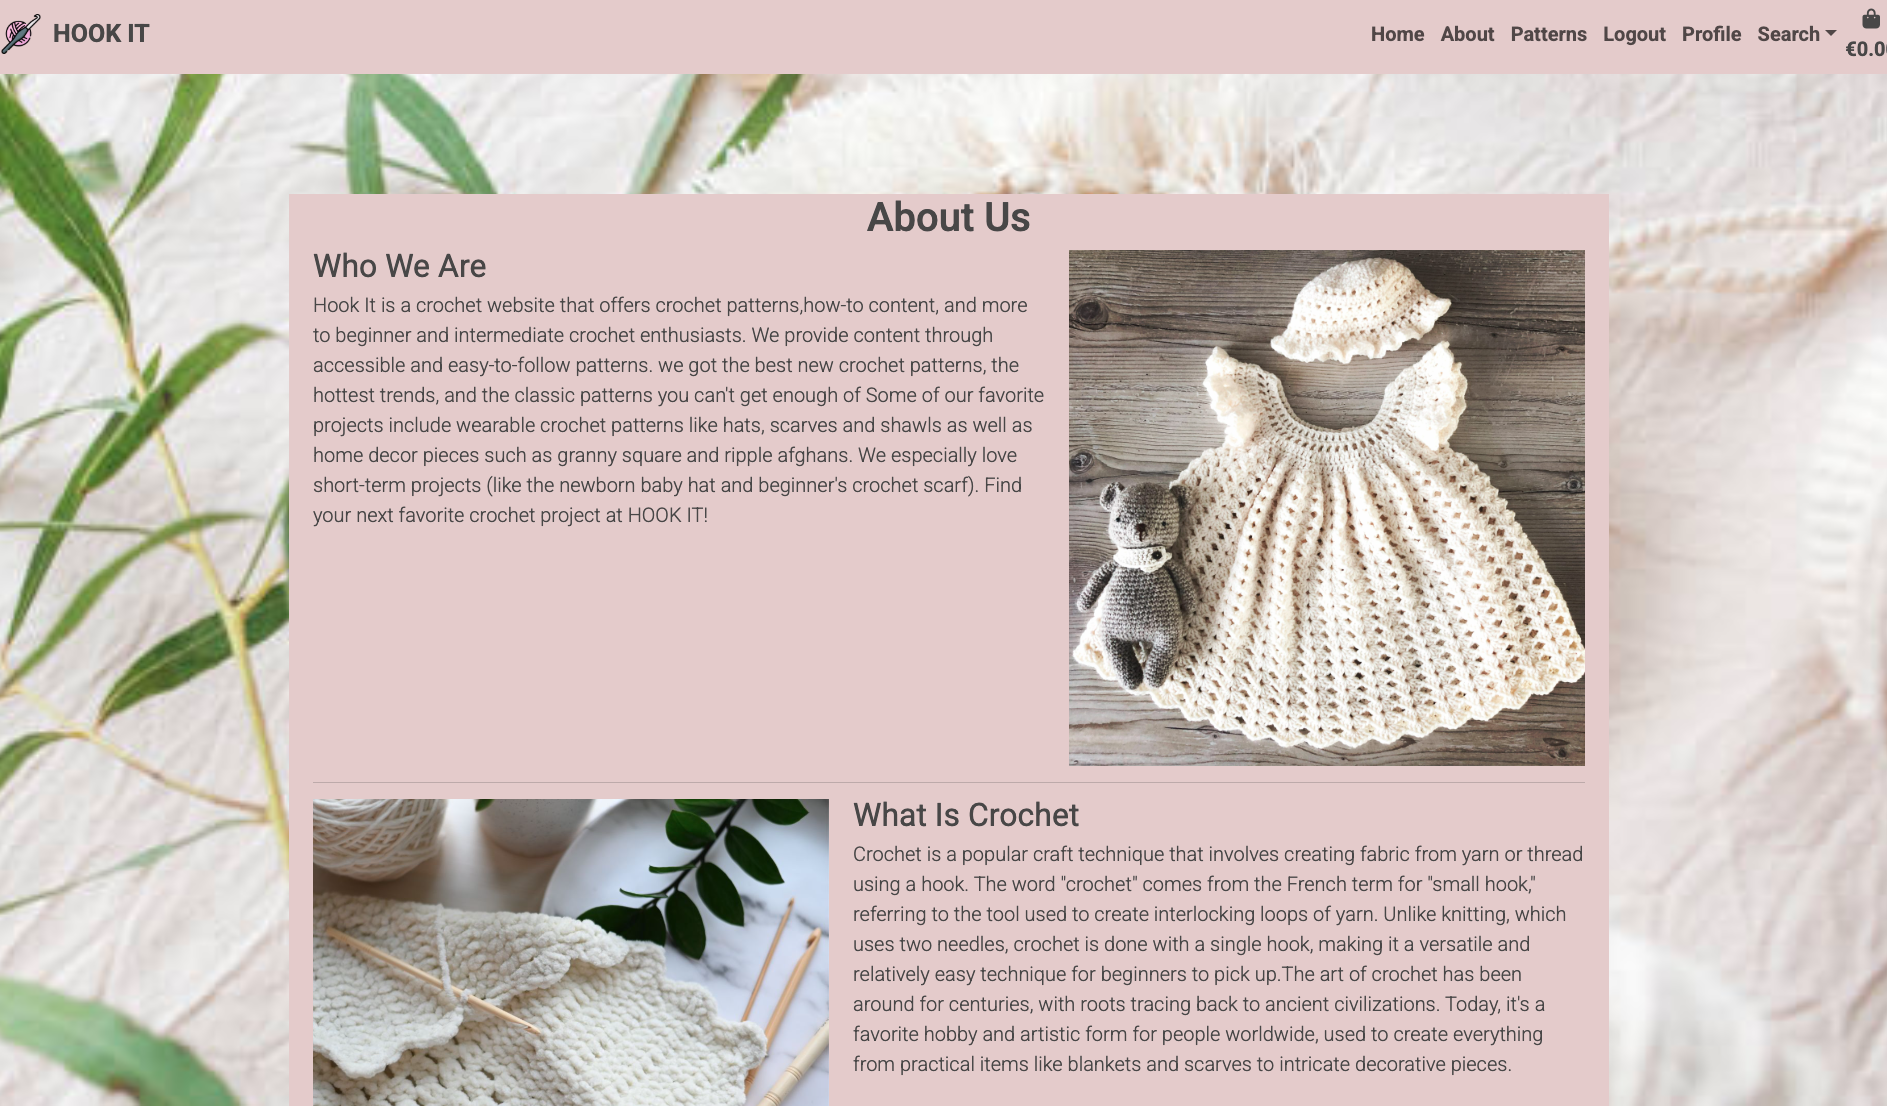 HOOK IT
Home About Patterns Logout Profile Search
€0.0
About Us
Who We Are
Hook It is a crochet website that offers crochet patterns,how-to content, and more
to beginner and intermediate crochet enthusiasts. We provide content through
accessible and easy-to-follow patterns. we got the best new crochet patterns, the
hottest trends, and the classic patterns you can't get enough of Some of our favorite
projects include wearable crochet patterns like hats, scarves and shawls as well as
home decor pieces such as granny square and ripple afghans. We especially love
short-term projects (like the newborn baby hat and beginner's crochet scarf). Find
your next favorite crochet project at HOOK IT!
What Is Crochet
Crochet is a popular craft technique that involves creating fabric from yarn or thread
using a hook. The word "crochet" comes from the French term for "small hook,"
referring to the tool used to create interlocking loops of yarn. Unlike knitting, which
uses two needles, crochet is done with a single hook, making it a versatile and
relatively easy technique for beginners to pick up.The art of crochet has been
around for centuries, with roots tracing back to ancient civilizations. Today, it's a
favorite hobby and artistic form for people worldwide, used to create everything
from practical items like blankets and scarves to intricate decorative pieces.